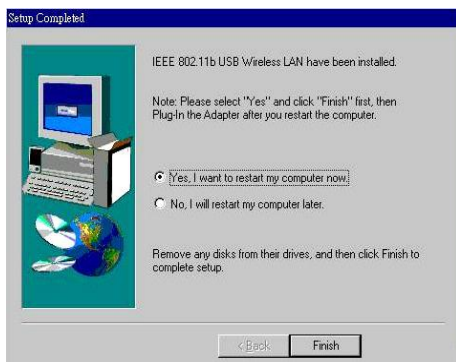 Setup Completed
IEEE 802.11b USB Wireless LAN have been installed.
Note: Please select "Yes" and click "Finish" first, then
Plug-In the Adapter after you restart the computer.
Yes, I want to restart my computer now.
No, I will restart my computer later.
Remove any disks from their drives, and then click Finish to
complete setup.
< Back
Finish